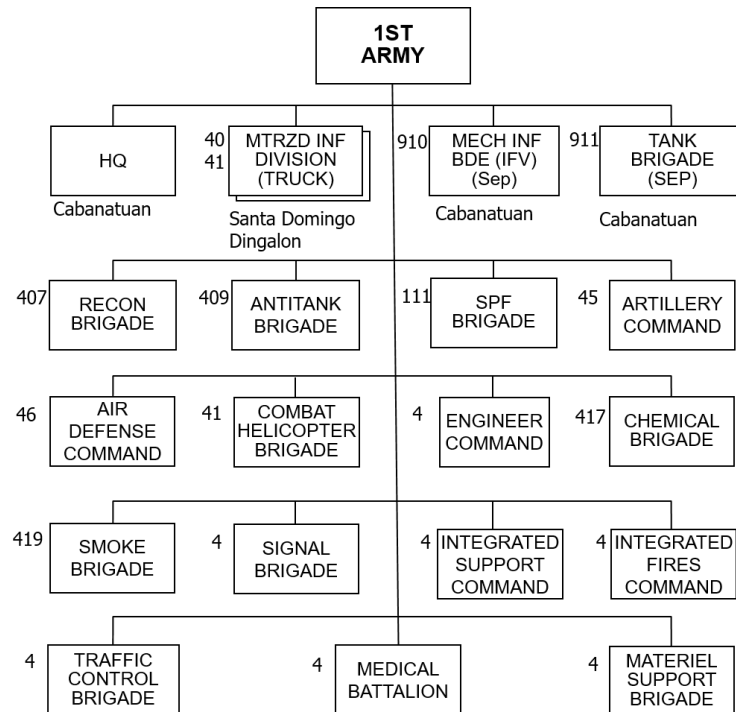 1ST
ARMY
HQ
Cabanatuan
40
41
MTRZD INF
DIVISION
(TRUCK)
Santa Domingo
Dingalon
910
MECH INF
BDE (IFV)
(Sep)
Cabanatuan
911
TANK
BRIGADE
(SEP)
Cabanatuan
407
RECON
BRIGADE
409
ANTITANK
BRIGADE
111
SPF
BRIGADE
45
ARTILLERY
COMMAND
46
AIR
DEFENSE
COMMAND
41
COMBAT
HELICOPTER
BRIGADE
4
ENGINEER
COMMAND
417
CHEMICAL
BRIGADE
419
SMOKE
BRIGADE
4
SIGNAL
BRIGADE
4
INTEGRATED
SUPPORT
COMMAND
4
INTEGRATED
FIRES
COMMAND
4
TRAFFIC
CONTROL
BRIGADE
4
MEDICAL
BATTALION
4
MATERIEL
SUPPORT
BRIGADE